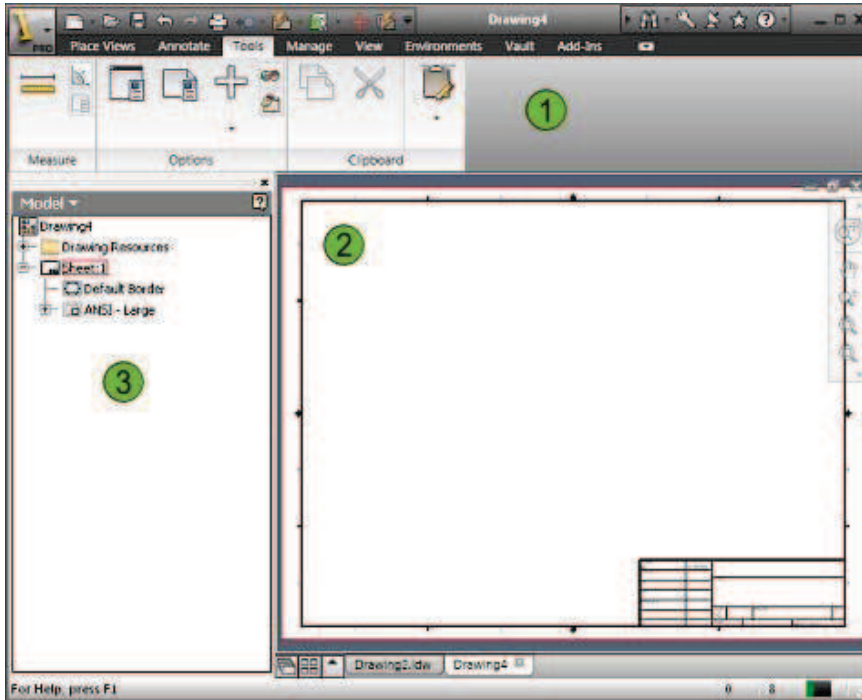 Drawing4
PRO
Place Views Annotate Tools Manage View Environments Vault Add-Ins
1
Measure Options Clipboard
Model
Drawing4
Drawing Resources
Sheet:1
Default Border
ANSI - Large
2
3
Drawing2.idw Drawing4
For Help, press F1 0 8